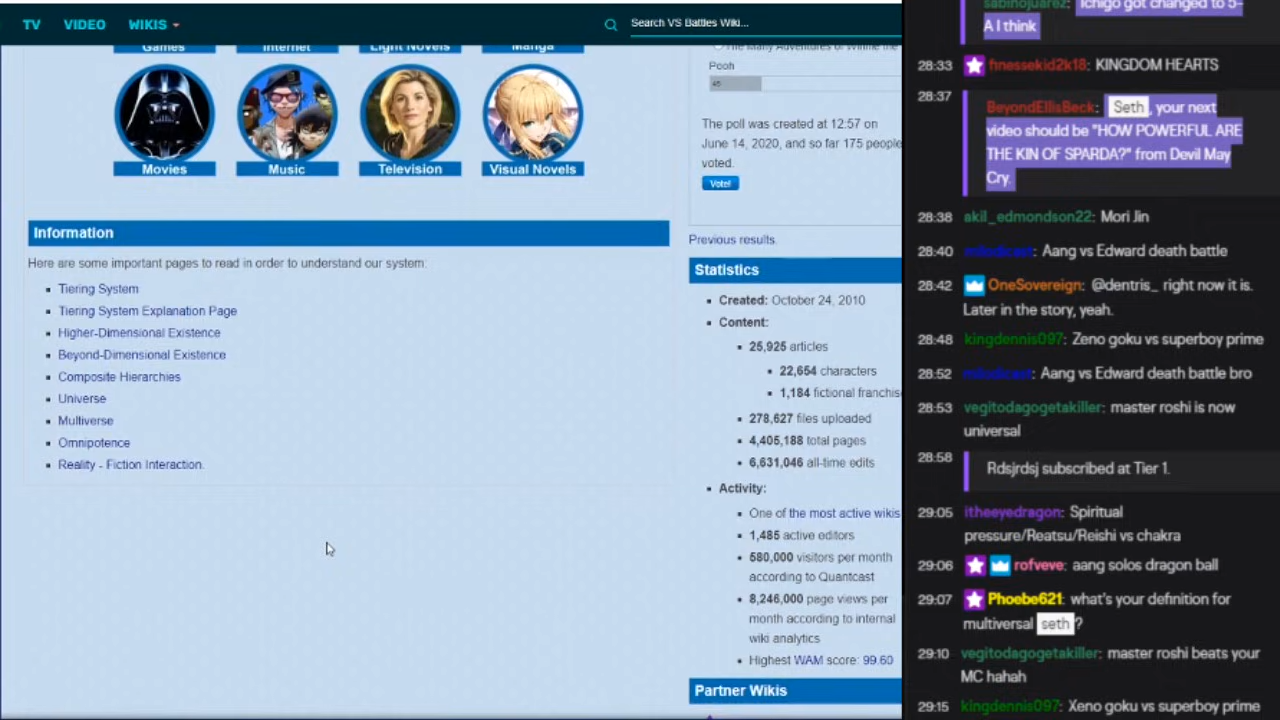 TV VIDEO WIKIS Search VS Battles Wiki...
Games Internet Light Novels Manga
Movies Music Television Visual Novels
Information
Here are some important pages to read in order to understand our system:
Tiering System
Tiering System Explanation Page
Higher-Dimensional Existence
Beyond-Dimensional Existence
Composite Hierarchies
Universe
Multiverse
Omnipotence
Reality - Fiction Interaction.
The Many Adventures of Winnie the
Pooh
45
The poll was created at 12:57 on
June 14, 2020, and so far 175 people
voted.
Vote!
Previous results.
Statistics
Created: October 24, 2010
Content:
25,925 articles
22,654 characters
1,184 fictional franchise
278,627 files uploaded
4,405,188 total pages
6,631,046 all-time edits
Activity:
One of the most active wikis
1,485 active editors
580,000 visitors per month
according to Quantcast
8,246,000 page views per
month according to internal
wiki analytics
Highest WAM score: 99.60
Partner Wikis
sabinojuarez: Ichigo got changed to 5-
A I think
28:33 finessekid2k18: KINGDOM HEARTS
28:37 BeyondEllisBeck: Seth, your next
video should be "HOW POWERFUL ARE
THE KIN OF SPARDA?" from Devil May
Cry.
28:38 akil_edmondson22: Mori Jin
28:40 Aang vs Edward death battle
28:42 OneSovereign: @dentris_ right now it is.
Later in the story, yeah.
28:48 kingdennis097: Zeno goku vs superboy prime
28:52 Aang vs Edward death battle bro
28:53 vegitodagogetakiller: master roshi is now
universal
28:58 Rdsjrdsj subscribed at Tier 1.
29:05 itheeyedragon: Spiritual
pressure/Reatsu/Reishi vs chakra
29:06 rofveve: aang solos dragon ball
29:07 Phoebe621: what's your definition for
multiversal seth?
29:10 vegitodagogetakiller: master roshi beats your
MC hahah
29:15 kingdennis097: Xeno goku vs superboy prime